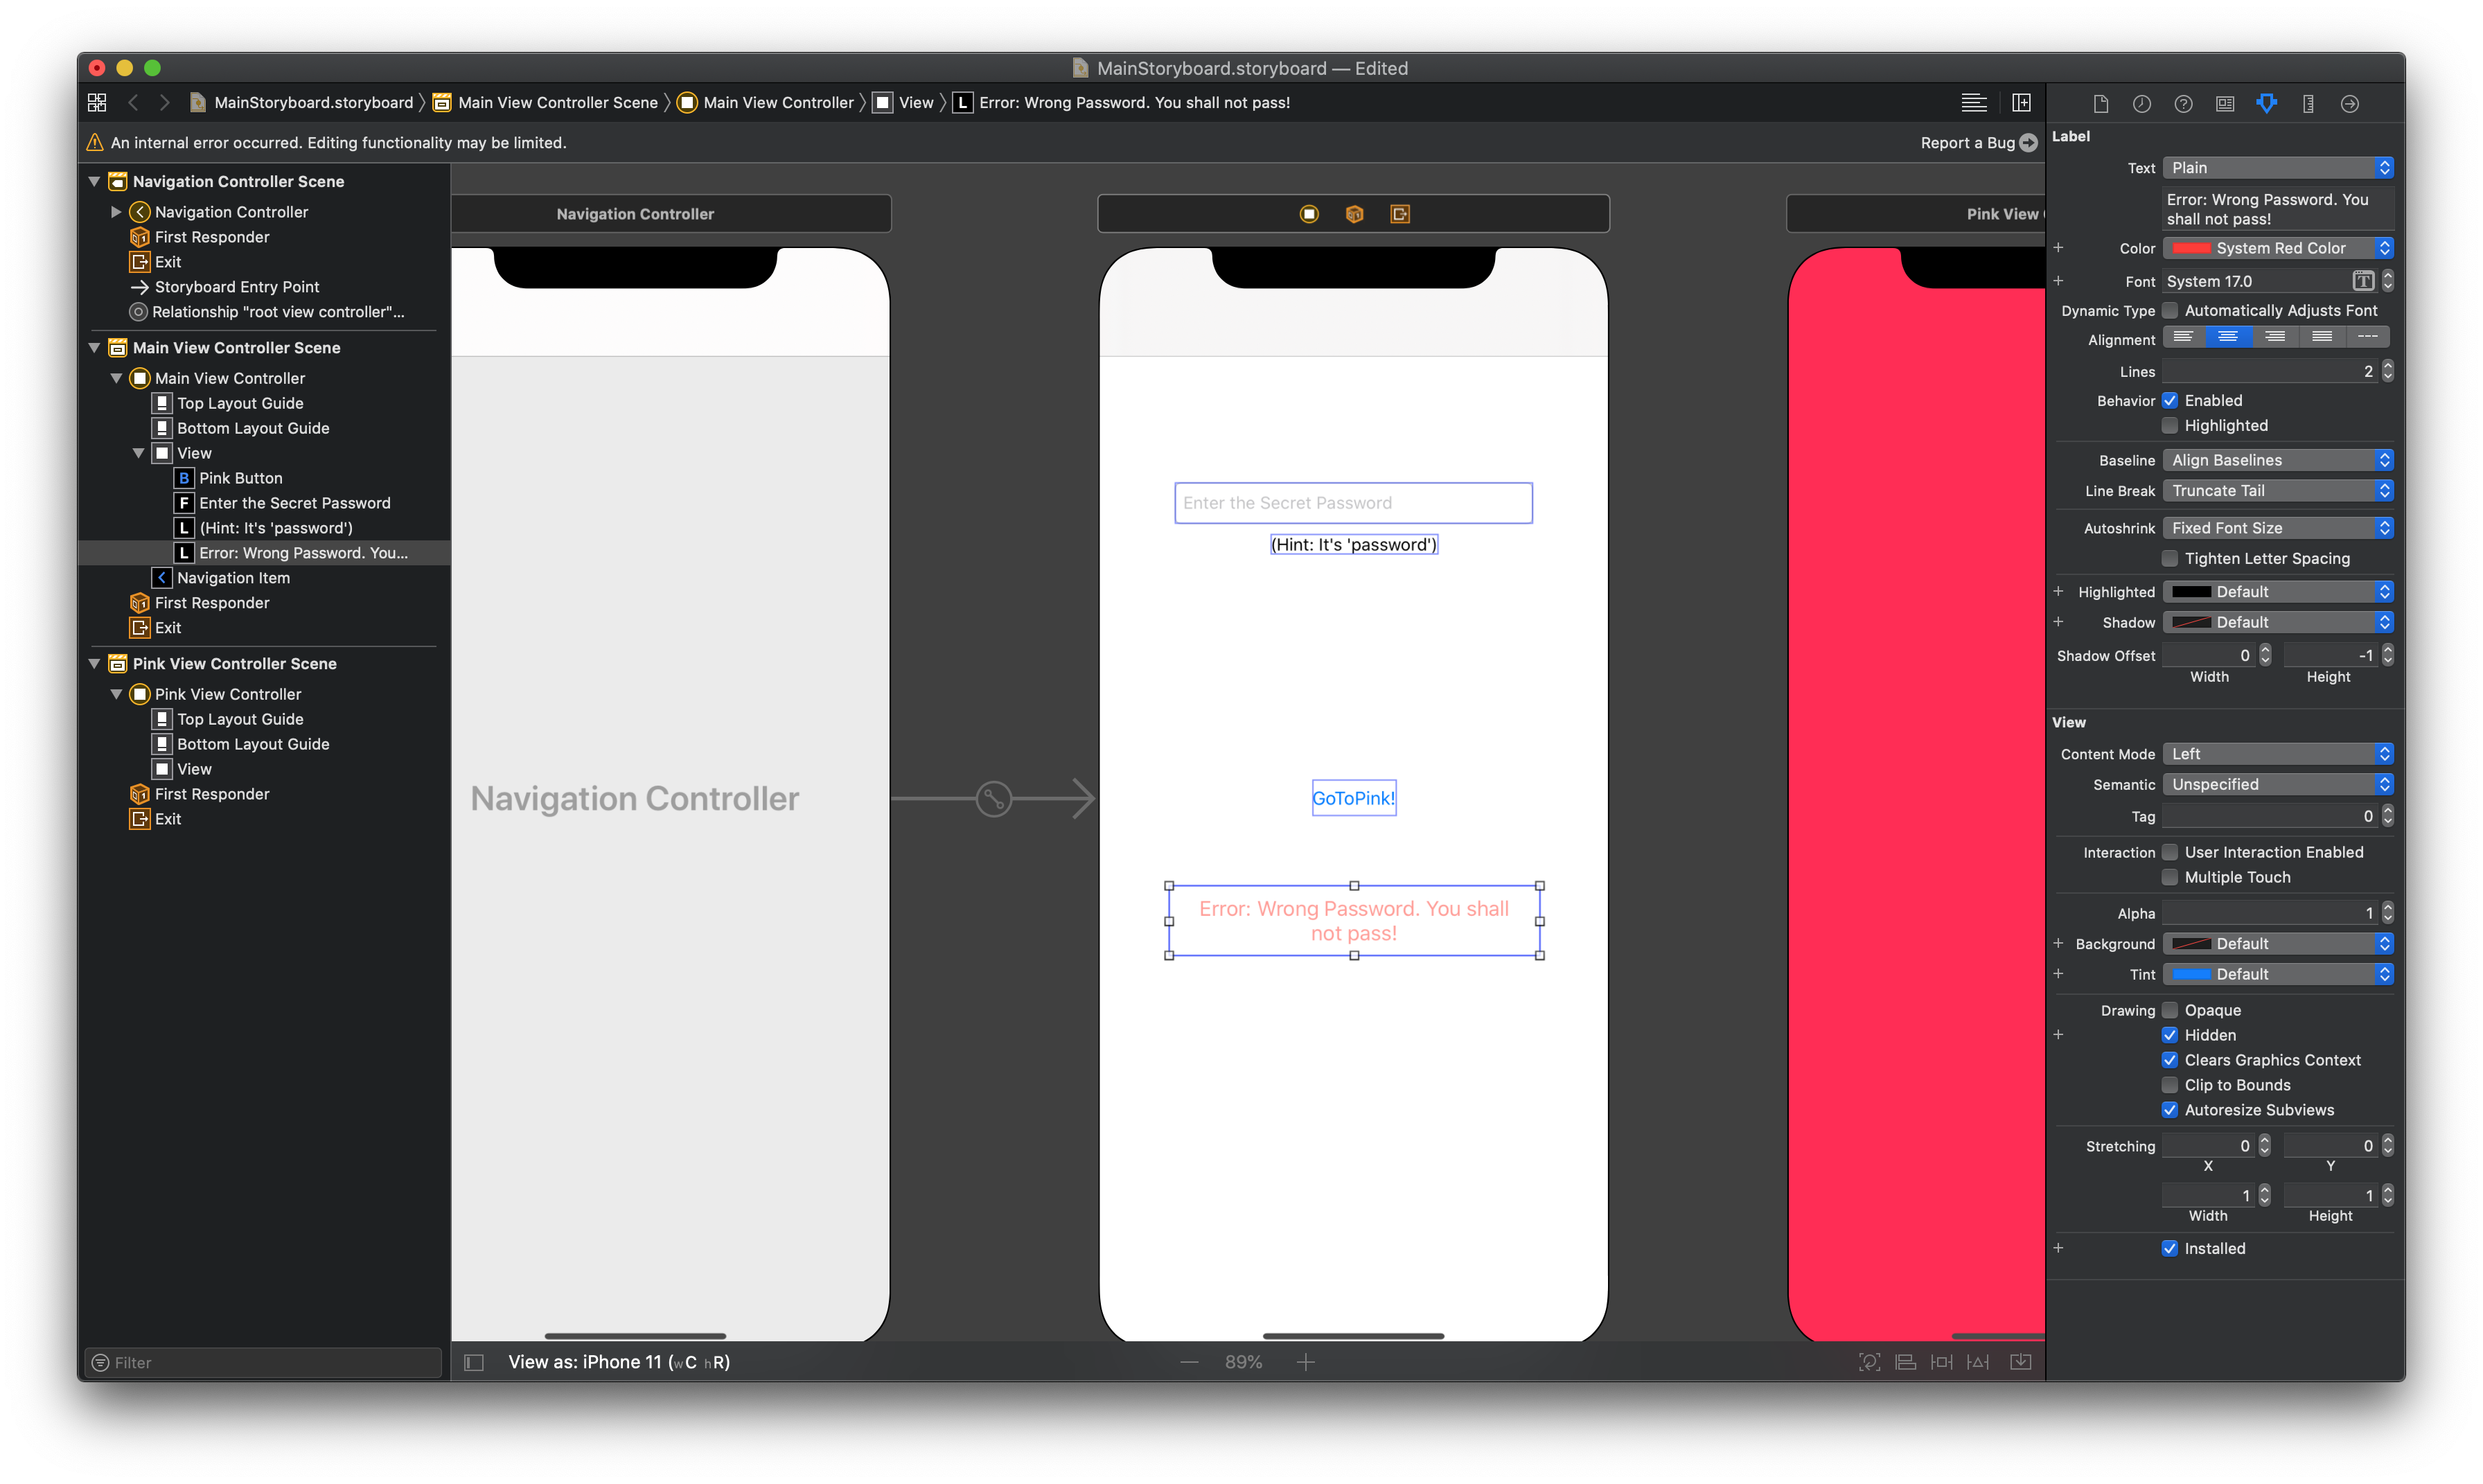 MainStoryboard.storyboard — Edited
MainStoryboard.storyboard
Main View Controller Scene
Main View Controller
View
L
Error: Wrong Password. You shall not pass!
An internal error occurred. Editing functionality may be limited.
Report a Bug
Navigation Controller Scene
Navigation Controller
First Responder
Exit
Storyboard Entry Point
Relationship "root view controller"...
Main View Controller Scene
Main View Controller
Top Layout Guide
Bottom Layout Guide
View
B Pink Button
F Enter the Secret Password
L (Hint: It's 'password')
L Error: Wrong Password. You...
Navigation Item
First Responder
Exit
Pink View Controller Scene
Pink View Controller
Top Layout Guide
Bottom Layout Guide
View
First Responder
Exit
Filter
Navigation Controller
Navigation Controller
Enter the Secret Password
(Hint: It's 'password')
GoToPink!
Error: Wrong Password. You shall
not pass!
Pink View
View as: iPhone 11 (wC hR)
89%
Label
Text Plain
Error: Wrong Password. You
shall not pass!
Color System Red Color
Font System 17.0
Dynamic Type Automatically Adjusts Font
Alignment
Lines 2
Behavior Enabled
Highlighted
Baseline Align Baselines
Line Break Truncate Tail
Autoshrink Fixed Font Size
Tighten Letter Spacing
Highlighted Default
Shadow Default
Shadow Offset 0 -1
Width Height
View
Content Mode Left
Semantic Unspecified
Tag 0
Interaction User Interaction Enabled
Multiple Touch
Alpha 1
Background Default
Tint Default
Drawing Opaque
Hidden
Clears Graphics Context
Clip to Bounds
Autoresize Subviews
Stretching 0 0
X Y
1 1
Width Height
Installed